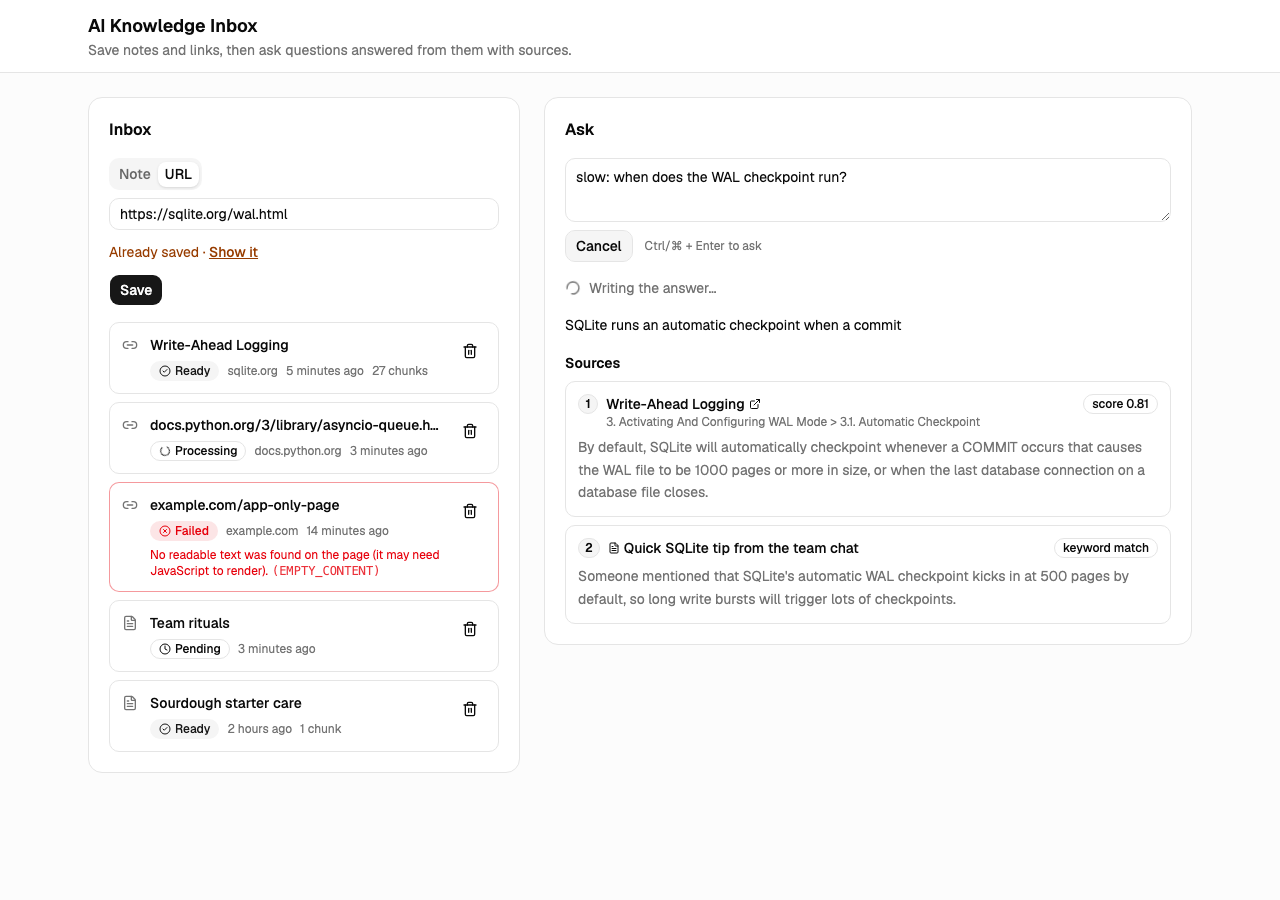 AI Knowledge Inbox
Save notes and links, then ask questions answered from them with sources.
Inbox
Note URL
https://sqlite.org/wal.html
Already saved · Show it
Save
Write-Ahead Logging
Ready sqlite.org 5 minutes ago 27 chunks
docs.python.org/3/library/asyncio-queue.h…
Processing docs.python.org 3 minutes ago
example.com/app-only-page
Failed example.com 14 minutes ago
No readable text was found on the page (it may need
JavaScript to render). (EMPTY_CONTENT)
Team rituals
Pending 3 minutes ago
Sourdough starter care
Ready 2 hours ago 1 chunk
Ask
slow: when does the WAL checkpoint run?
Cancel Ctrl/⌘ + Enter to ask
Writing the answer…
SQLite runs an automatic checkpoint when a commit
Sources
1 Write-Ahead Logging score 0.81
3. Activating And Configuring WAL Mode > 3.1. Automatic Checkpoint
By default, SQLite will automatically checkpoint whenever a COMMIT occurs that causes
the WAL file to be 1000 pages or more in size, or when the last database connection on a
database file closes.
2 Quick SQLite tip from the team chat keyword match
Someone mentioned that SQLite's automatic WAL checkpoint kicks in at 500 pages by
default, so long write bursts will trigger lots of checkpoints.